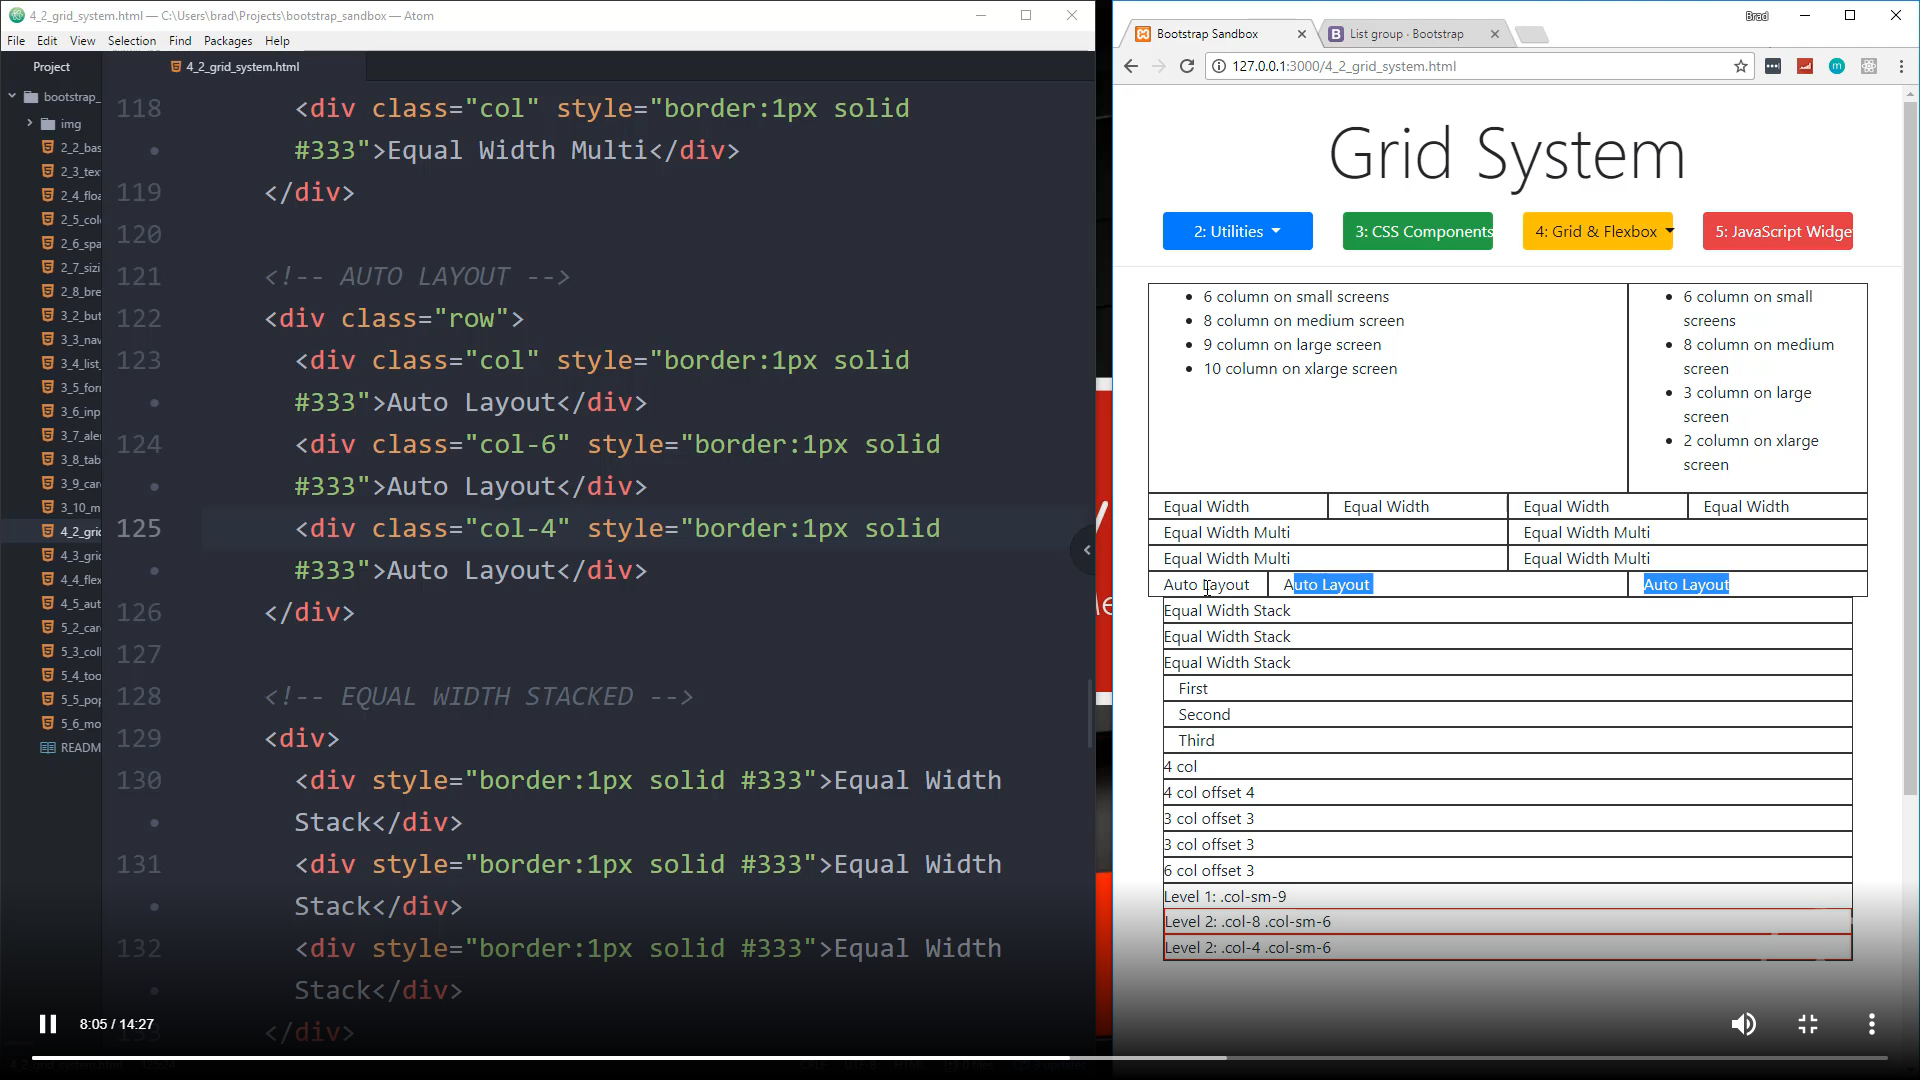 4_2_grid_system.html — C:\Users\brad\Projects\bootstrap_sandbox — Atom
File Edit View Selection Find Packages Help
Project
4_2_grid_system.html
bootstrap_
img
2_2_bas
2_3_tex
2_4_floa
2_5_colo
2_6_spa
2_7_sizi
2_8_bre
3_2_but
3_3_nav
3_4_list_
3_5_for
3_6_inp
3_7_aler
3_8_tab
3_9_car
3_10_m
4_2_grid
4_3_grid
4_4_flex
4_5_aut
5_2_car
5_3_coll
5_4_too
5_5_pop
5_6_mo
README
118 <div class="col" style="border:1px solid
#333">Equal Width Multi</div>
119 </div>
120
121 <!-- AUTO LAYOUT -->
122 <div class="row">
123 <div class="col" style="border:1px solid
#333">Auto Layout</div>
124 <div class="col-6" style="border:1px solid
#333">Auto Layout</div>
125 <div class="col-4" style="border:1px solid
#333">Auto Layout</div>
126 </div>
127
128 <!-- EQUAL WIDTH STACKED -->
129 <div>
130 <div style="border:1px solid #333">Equal Width
Stack</div>
131 <div style="border:1px solid #333">Equal Width
Stack</div>
132 <div style="border:1px solid #333">Equal Width
Stack</div>
</div>
8:05 / 14:27
Brad
Bootstrap Sandbox
List group · Bootstrap
127.0.0.1:3000/4_2_grid_system.html
Grid System
2: Utilities
3: CSS Components
4: Grid & Flexbox
5: JavaScript Widge
6 column on small screens
8 column on medium screen
9 column on large screen
10 column on xlarge screen
6 column on small
screens
8 column on medium
screen
3 column on large
screen
2 column on xlarge
screen
Equal Width Equal Width Equal Width Equal Width
Equal Width Multi Equal Width Multi
Equal Width Multi Equal Width Multi
Auto Layout Auto Layout Auto Layout
Equal Width Stack
Equal Width Stack
Equal Width Stack
First
Second
Third
4 col
4 col offset 4
3 col offset 3
3 col offset 3
6 col offset 3
Level 1: .col-sm-9
Level 2: .col-8 .col-sm-6
Level 2: .col-4 .col-sm-6